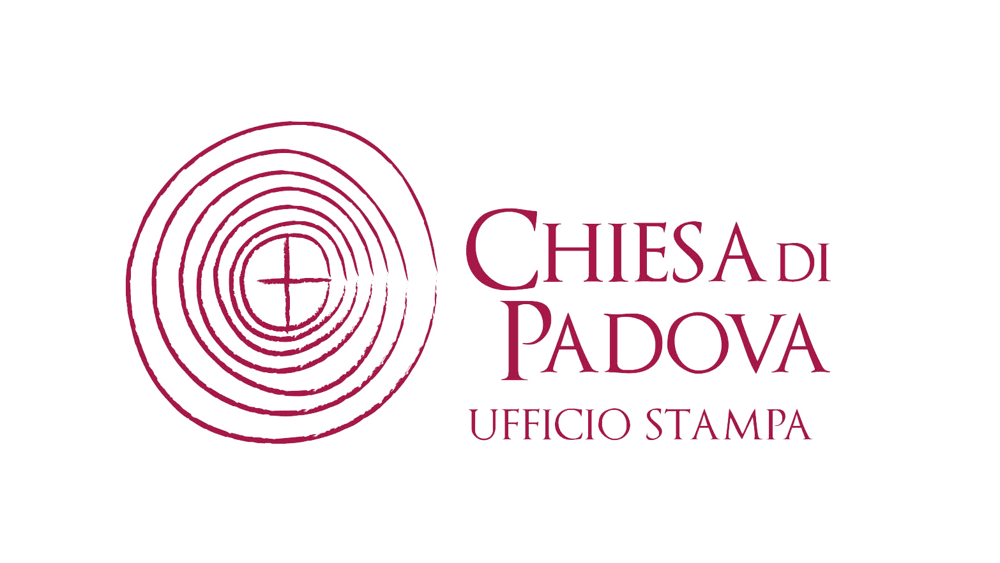 CHIESA DI
PADOVA
UFFICIO STAMPA